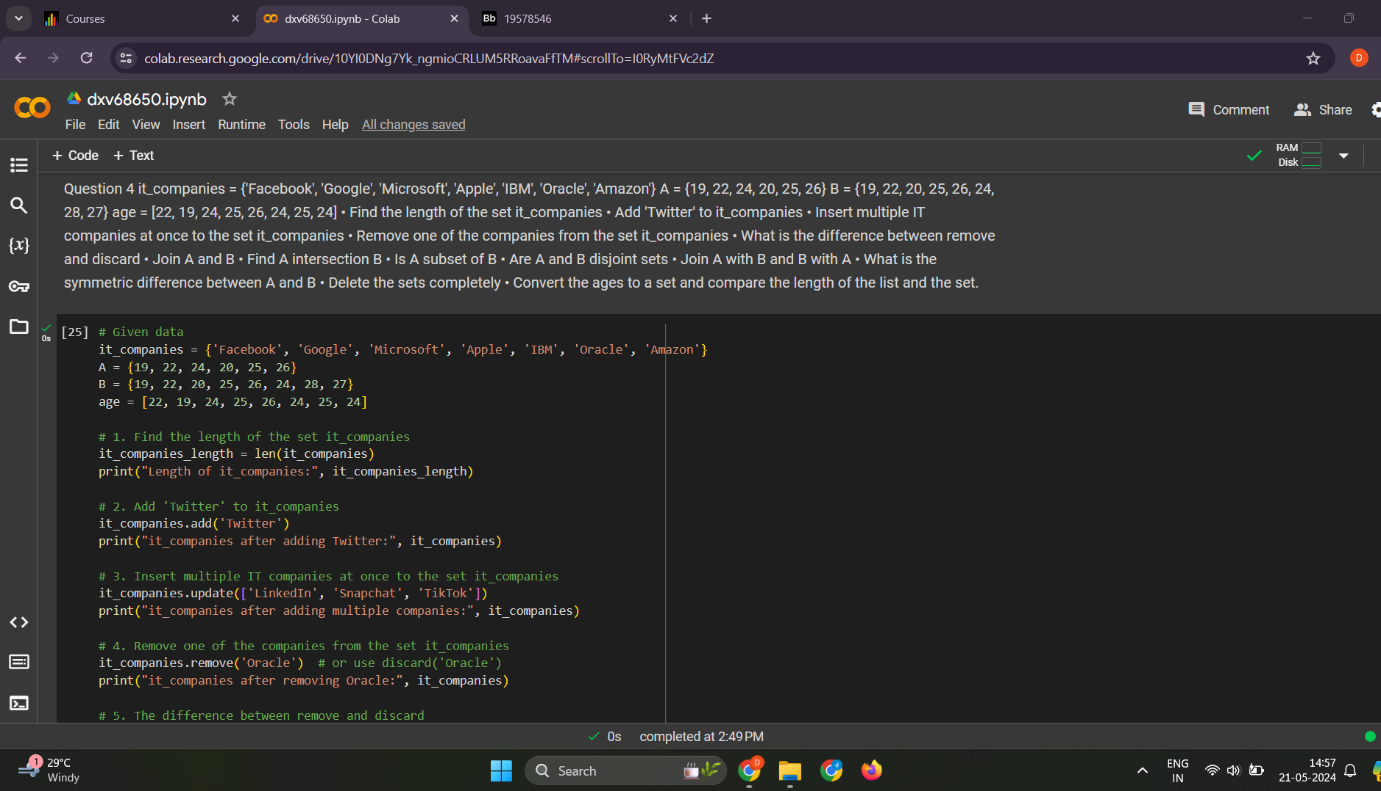 Courses
dxv68650.ipynb - Colab
Bb 19578546
colab.research.google.com/drive/10YI0DNg7Yk_ngmioCRLUM5RRoavaFfTM#scrollTo=I0RyMtFVc2dZ
D
dxv68650.ipynb
File Edit View Insert Runtime Tools Help All changes saved
Comment Share
+ Code + Text
RAM
Disk
Question 4 it_companies = {'Facebook', 'Google', 'Microsoft', 'Apple', 'IBM', 'Oracle', 'Amazon'} A = {19, 22, 24, 20, 25, 26} B = {19, 22, 20, 25, 26, 24,
28, 27} age = [22, 19, 24, 25, 26, 24, 25, 24] • Find the length of the set it_companies • Add 'Twitter' to it_companies • Insert multiple IT
companies at once to the set it_companies • Remove one of the companies from the set it_companies • What is the difference between remove
and discard • Join A and B • Find A intersection B • Is A subset of B • Are A and B disjoint sets • Join A with B and B with A • What is the
symmetric difference between A and B • Delete the sets completely • Convert the ages to a set and compare the length of the list and the set.
{x}
0s
[25] # Given data
it_companies = {'Facebook', 'Google', 'Microsoft', 'Apple', 'IBM', 'Oracle', 'Amazon'}
A = {19, 22, 24, 20, 25, 26}
B = {19, 22, 20, 25, 26, 24, 28, 27}
age = [22, 19, 24, 25, 26, 24, 25, 24]
# 1. Find the length of the set it_companies
it_companies_length = len(it_companies)
print("Length of it_companies:", it_companies_length)
# 2. Add 'Twitter' to it_companies
it_companies.add('Twitter')
print("it_companies after adding Twitter:", it_companies)
# 3. Insert multiple IT companies at once to the set it_companies
it_companies.update(['LinkedIn', 'Snapchat', 'TikTok'])
print("it_companies after adding multiple companies:", it_companies)
# 4. Remove one of the companies from the set it_companies
it_companies.remove('Oracle') # or use discard('Oracle')
print("it_companies after removing Oracle:", it_companies)
# 5. The difference between remove and discard
0s completed at 2:49 PM
1
29°C
Windy
Search
D
ENG
IN
14:57
21-05-2024